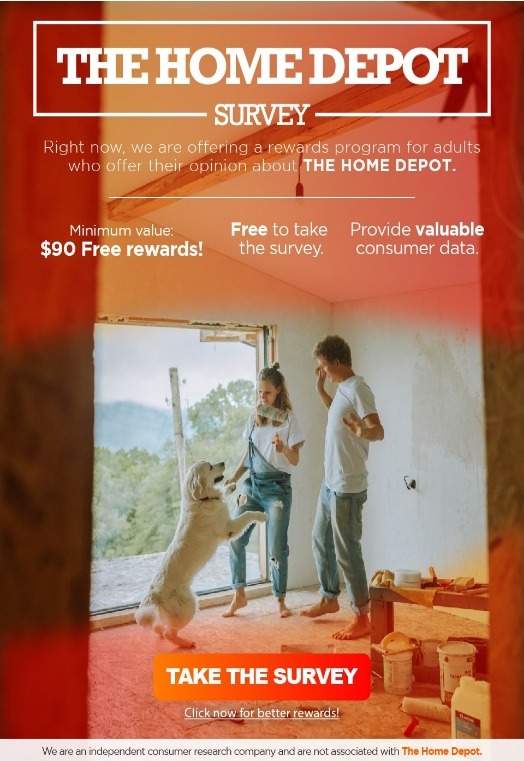 THE HOME DEPOT
SURVEY
Right now, we are offering a rewards program for adults
who offer their opinion about THE HOME DEPOT.
Minimum value:
$90 Free rewards!
Free to take
the survey.
Provide valuable
consumer data.
TAKE THE SURVEY
Click now for better rewards!
We are an independent consumer research company and are not associated with The Home Depot.